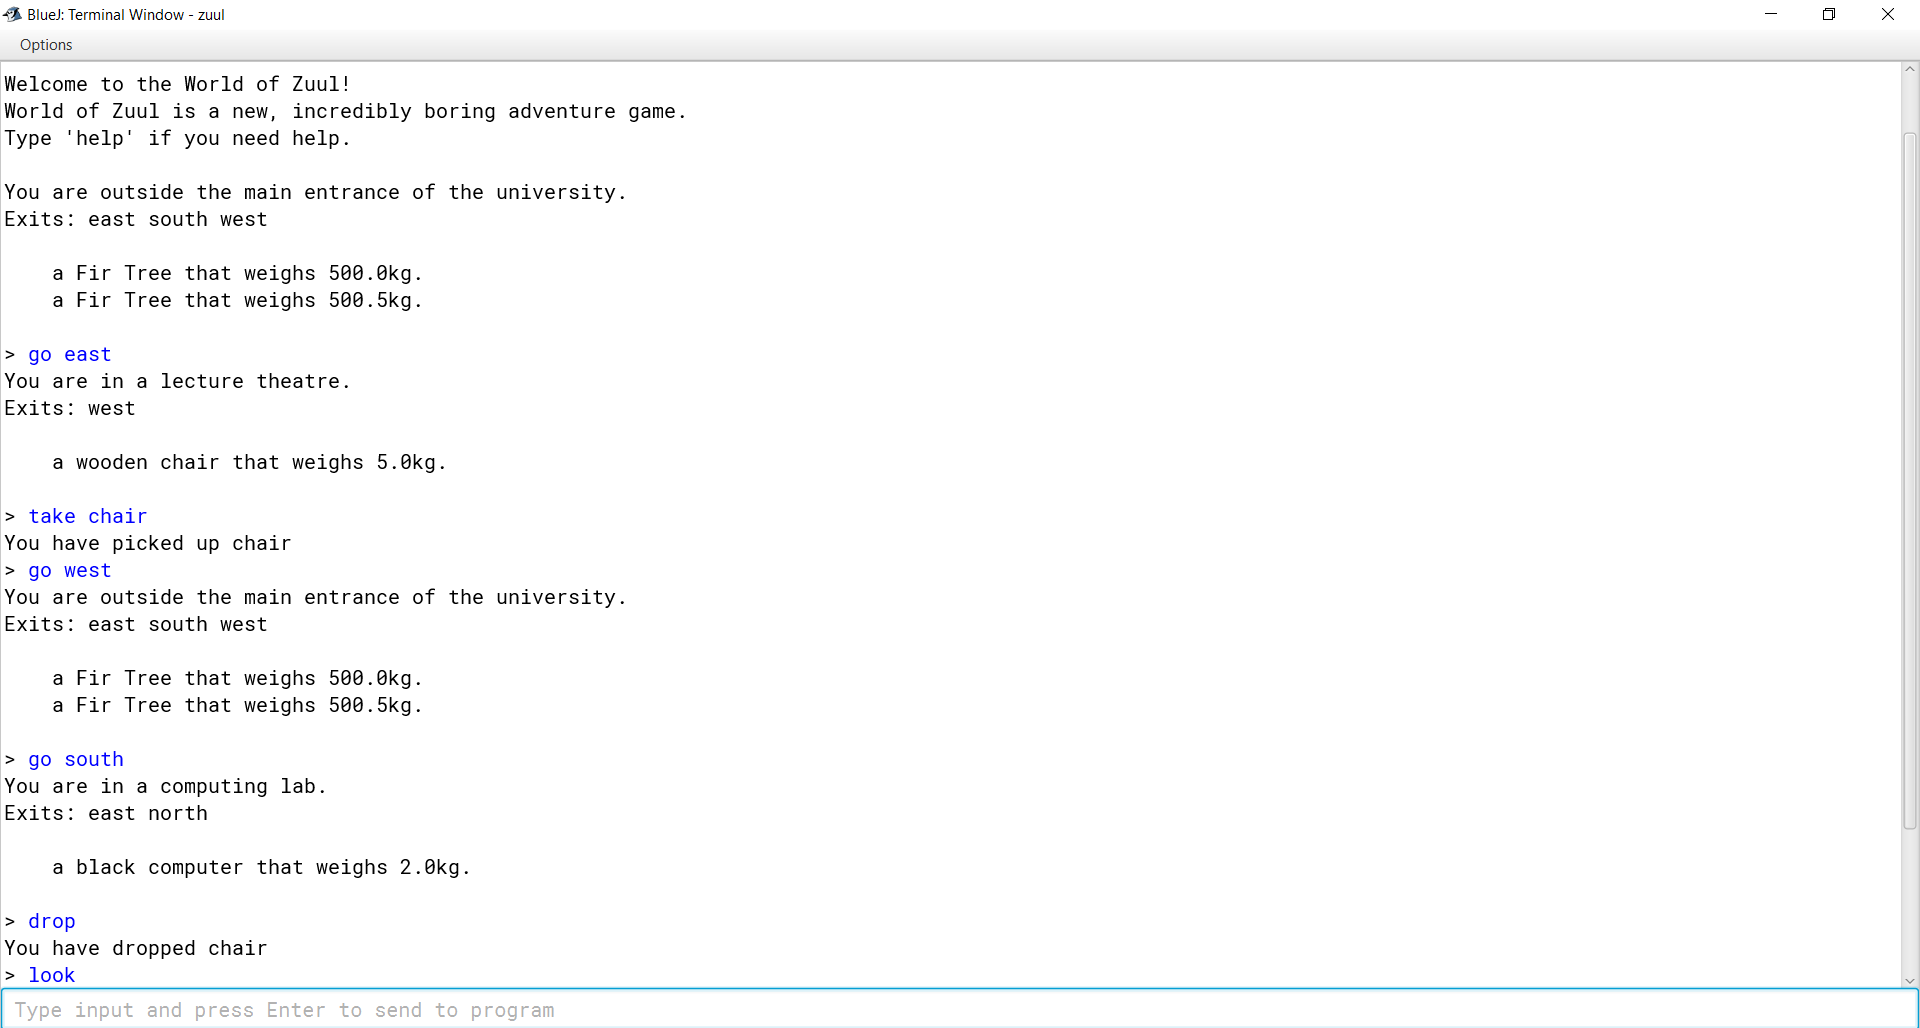 BlueJ: Terminal Window - zuul
Options
Welcome to the World of Zuul!
World of Zuul is a new, incredibly boring adventure game.
Type 'help' if you need help.
You are outside the main entrance of the university.
Exits: east south west
a Fir Tree that weighs 500.0kg.
a Fir Tree that weighs 500.5kg.
> go east
You are in a lecture theatre.
Exits: west
a wooden chair that weighs 5.0kg.
> take chair
You have picked up chair
> go west
You are outside the main entrance of the university.
Exits: east south west
a Fir Tree that weighs 500.0kg.
a Fir Tree that weighs 500.5kg.
> go south
You are in a computing lab.
Exits: east north
a black computer that weighs 2.0kg.
> drop
You have dropped chair
> look
Type input and press Enter to send to program